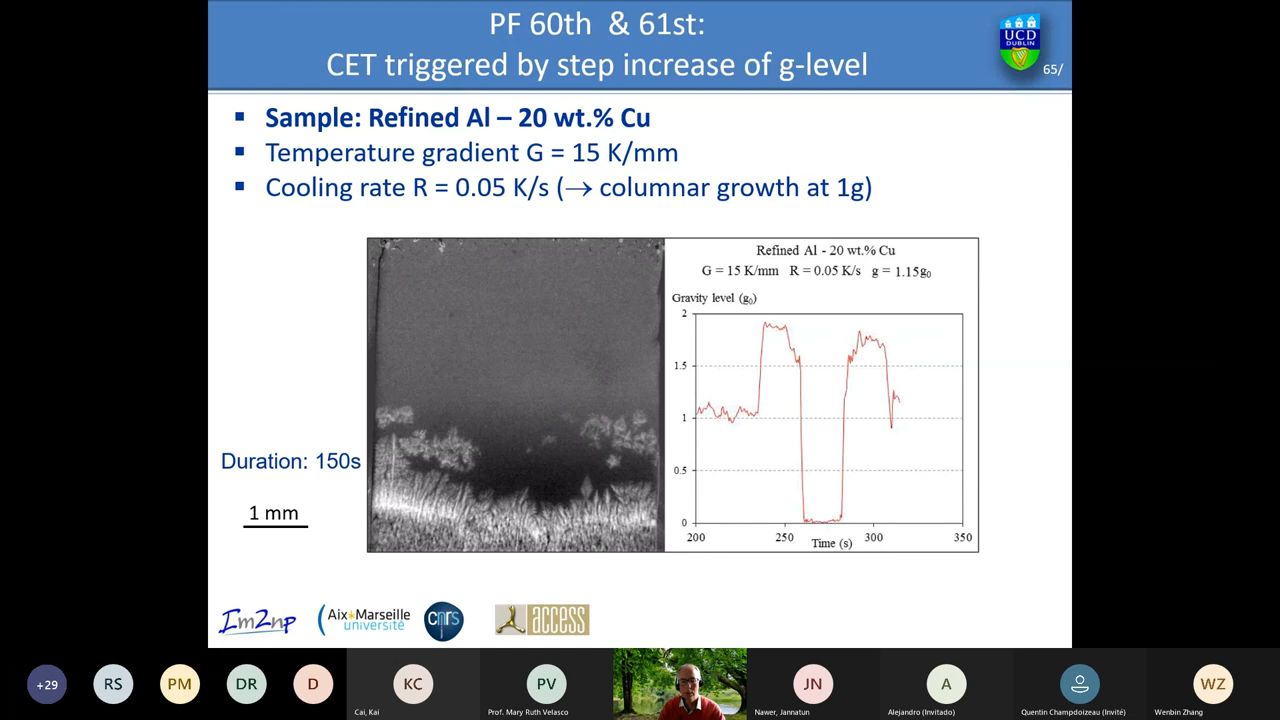 PF 60th & 61st:
CET triggered by step increase of g-level
UCD
DUBLIN
65/
▪ Sample: Refined Al – 20 wt.% Cu
▪ Temperature gradient G = 15 K/mm
▪ Cooling rate R = 0.05 K/s (→ columnar growth at 1g)
Refined Al - 20 wt.% Cu
G = 15 K/mm R = 0.05 K/s g = 1.15g₀
Gravity level (g₀)
2
1.5
1
0.5
0
200 250 300 350
Time (s)
Duration: 150s
1 mm
Im2np
Aix*Marseille
université
cnrs
access
+29
RS
PM
DR
D
KC
Cai, Kai
PV
Prof. Mary Ruth Velasco
JN
Nawer, Jannatun
A
Alejandro (Invitado)
Quentin Champdoizeau (Invité)
WZ
Wenbin Zhang